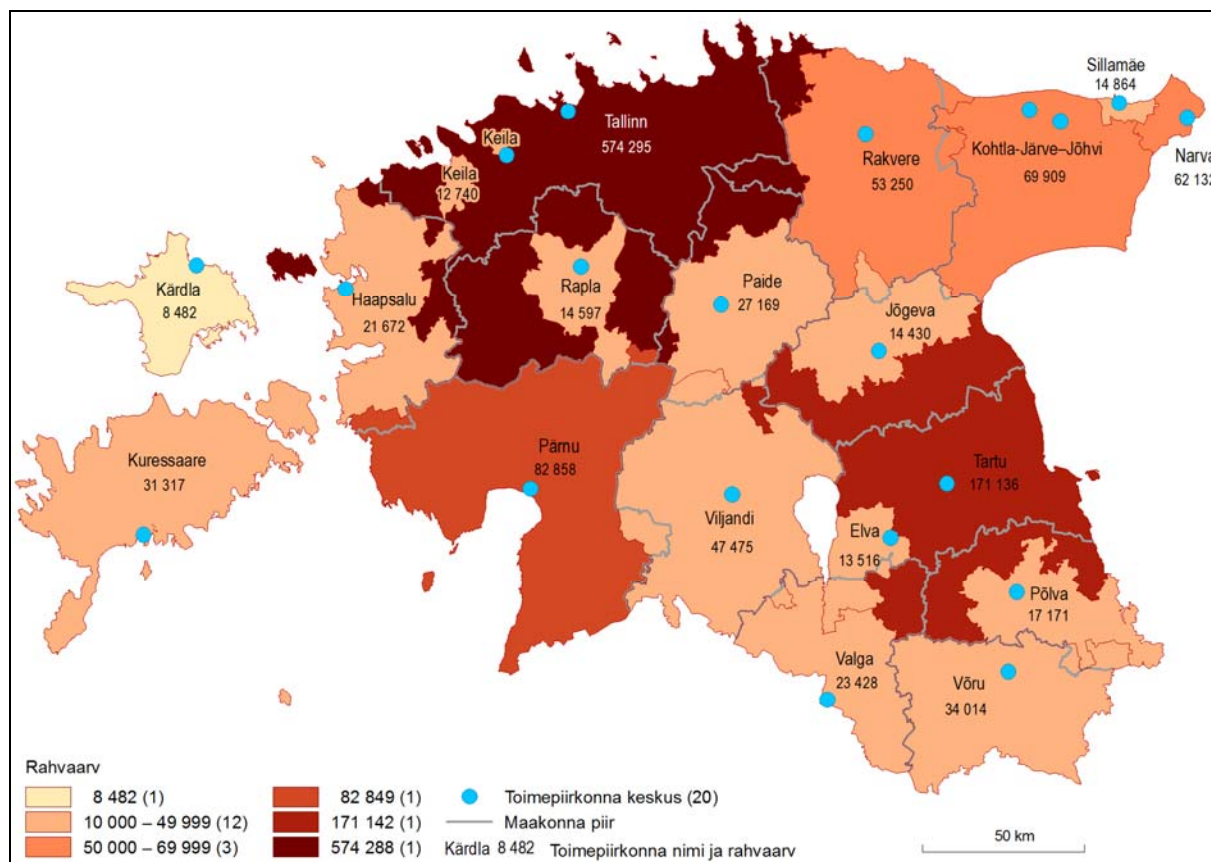 Sillamäe
14 864
Tallinn
574 295
Keila
Keila
12 740
Rakvere
53 250
Kohtla-Järve–Jõhvi
69 909
Narva
62 132
Kärdla
8 482
Haapsalu
21 672
Rapla
14 597
Paide
27 169
Jõgeva
14 430
Kuressaare
31 317
Pärnu
82 858
Viljandi
47 475
Tartu
171 136
Elva
13 516
Põlva
17 171
Valga
23 428
Võru
34 014
Rahvaarv
8 482 (1)
10 000 – 49 999 (12)
50 000 – 69 999 (3)
82 849 (1)
171 142 (1)
574 288 (1)
Toimepiirkonna keskus (20)
Maakonna piir
Kärdla 8 482 Toimepiirkonna nimi ja rahvaarv
50 km